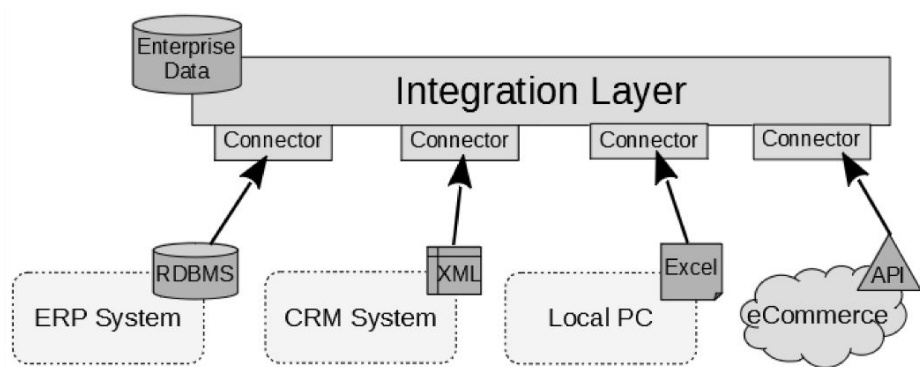 Enterprise
Data
Integration Layer
Connector
Connector
Connector
Connector
RDBMS
XML
Excel
API
ERP System
CRM System
Local PC
eCommerce